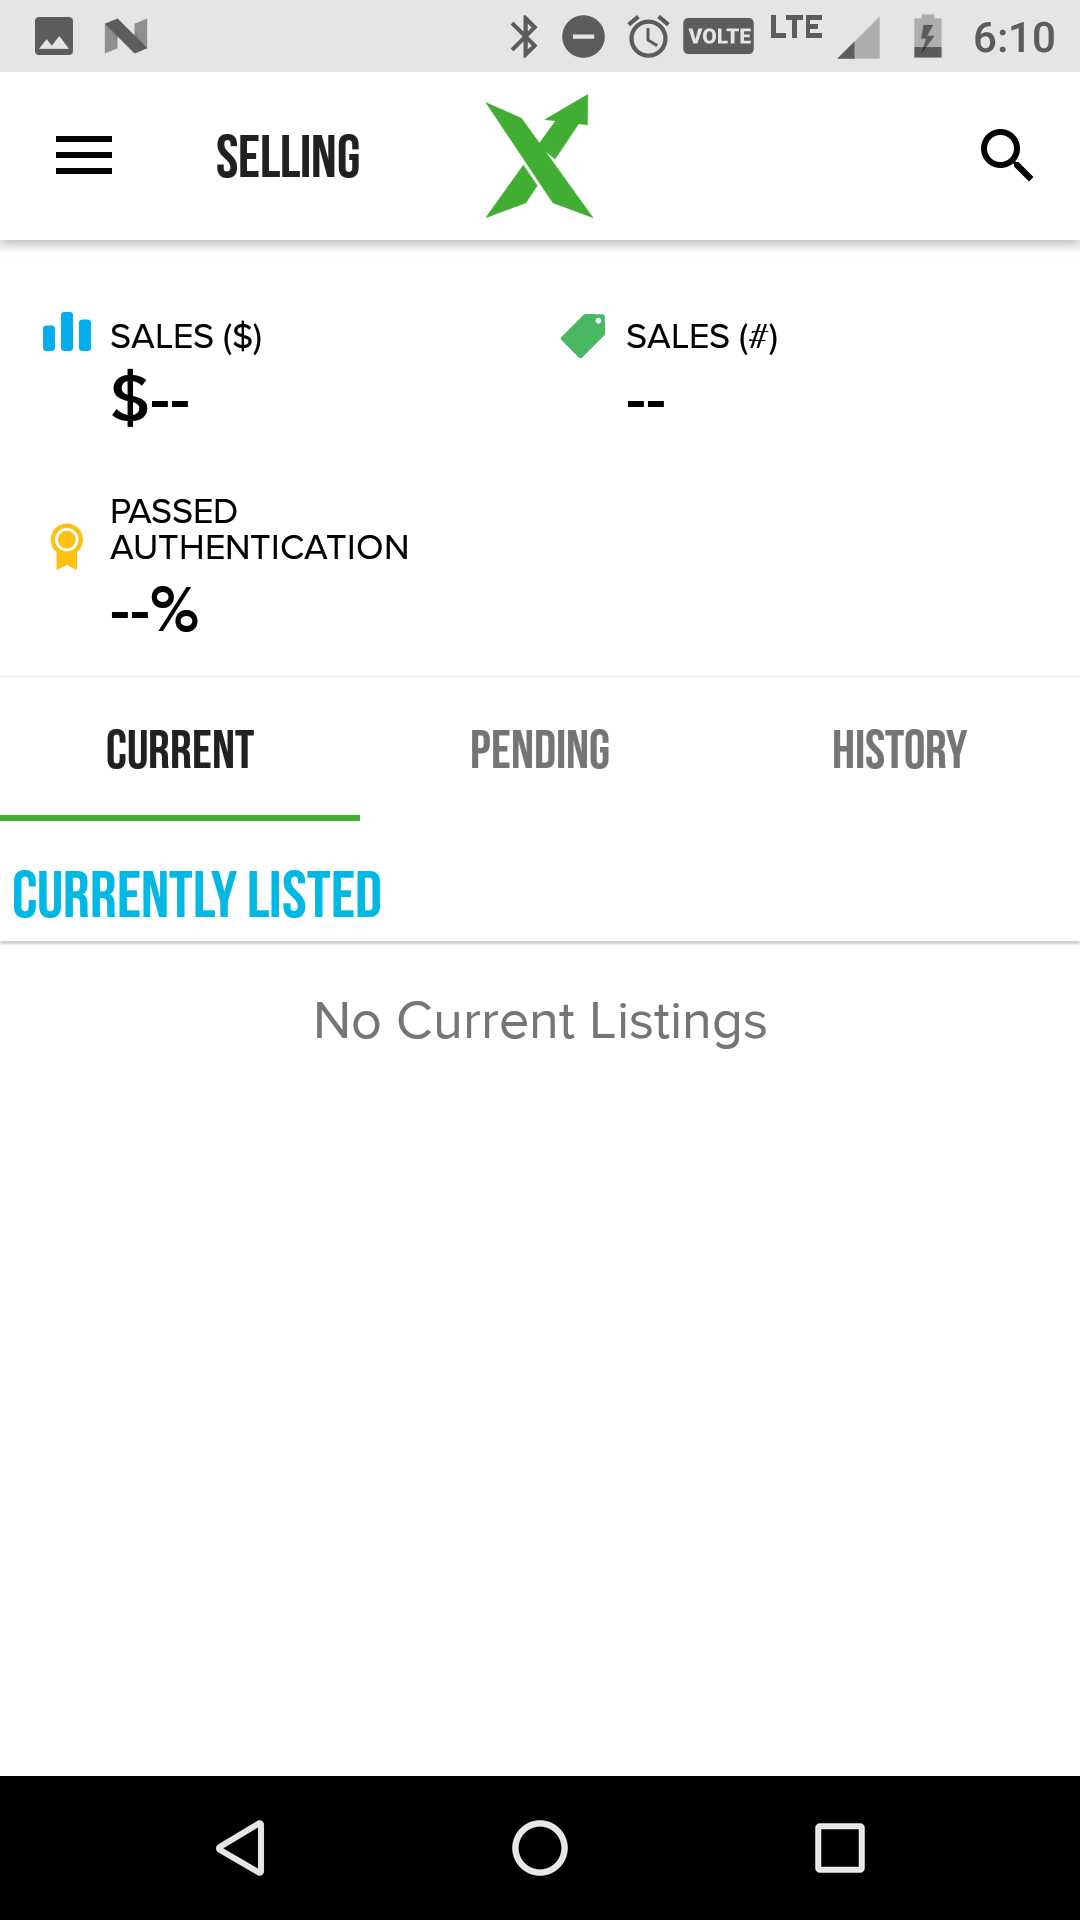 VOLTE LTE 6:10
SELLING
SALES ($)
SALES (#)
$--
--
PASSED
AUTHENTICATION
--%
CURRENT PENDING HISTORY
CURRENTLY LISTED
No Current Listings